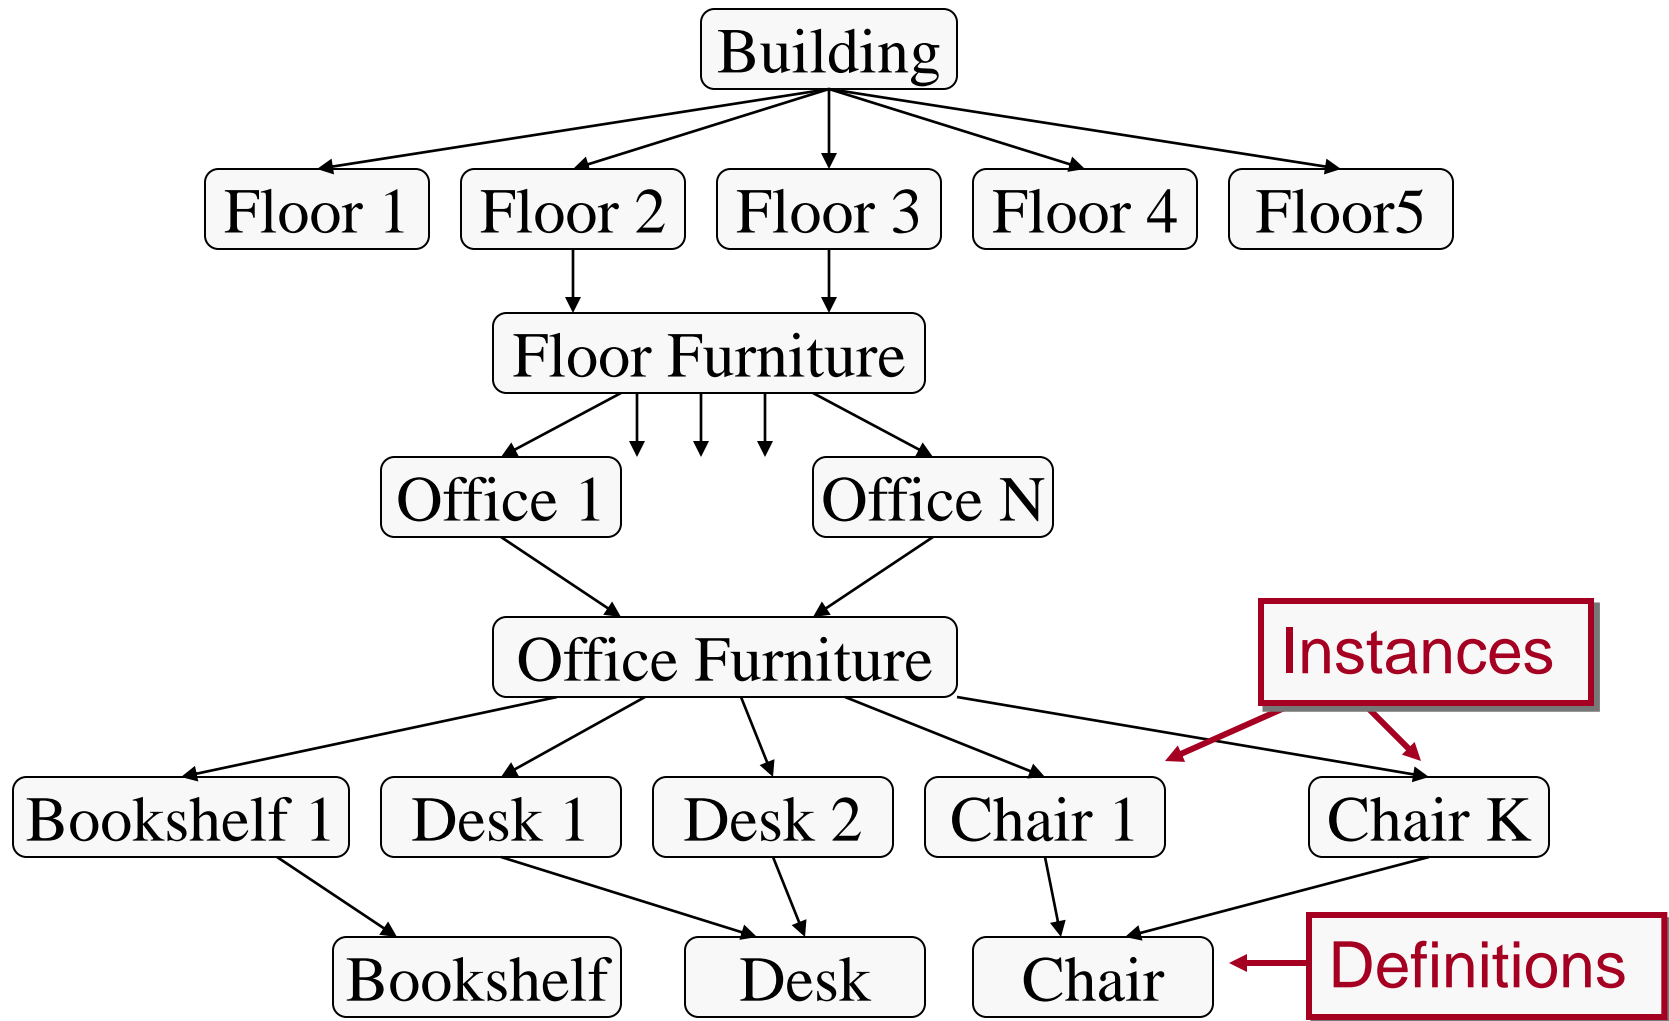 Building
Floor 1
Floor 2
Floor 3
Floor 4
Floor5
Floor Furniture
Office 1
Office N
Office Furniture
Instances
Bookshelf 1
Desk 1
Desk 2
Chair 1
Chair K
Bookshelf
Desk
Chair
Definitions